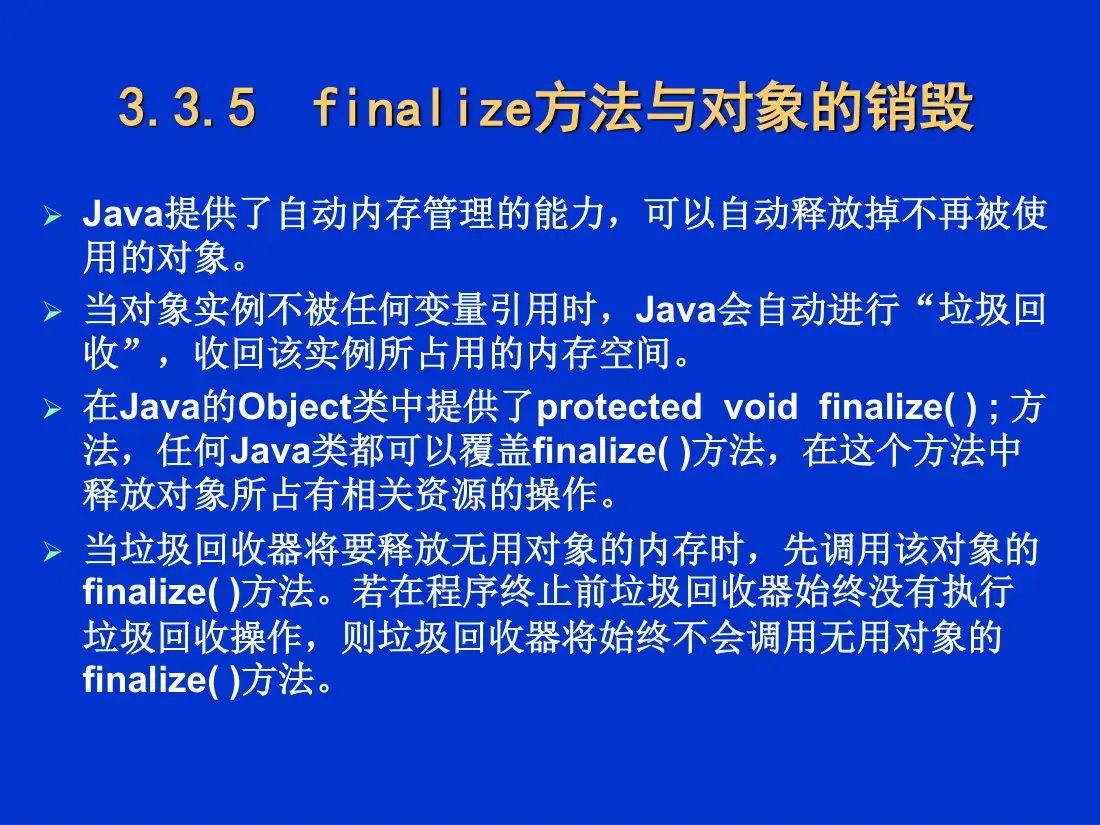 3.3.5 finalize方法与对象的销毁
Java提供了自动内存管理的能力，可以自动释放掉不再被使
用的对象。
当对象实例不被任何变量引用时，Java会自动进行“垃圾回
收”，收回该实例所占用的内存空间。
在Java的Object类中提供了protected void finalize( ) ; 方
法，任何Java类都可以覆盖finalize( )方法，在这个方法中
释放对象所占有相关资源的操作。
当垃圾回收器将要释放无用对象的内存时，先调用该对象的
finalize( )方法。若在程序终止前垃圾回收器始终没有执行
垃圾回收操作，则垃圾回收器将始终不会调用无用对象的
finalize( )方法。